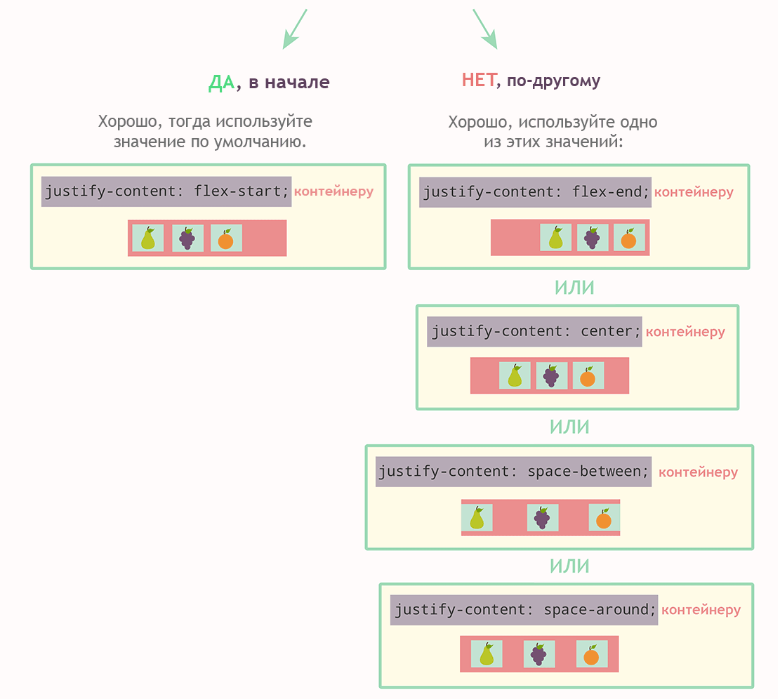 ДА, в начале
Хорошо, тогда используйте
значение по умолчанию.
justify-content: flex-start; контейнеру
НЕТ, по-другому
Хорошо, используйте одно
из этих значений:
justify-content: flex-end; контейнеру
ИЛИ
justify-content: center; контейнеру
ИЛИ
justify-content: space-between; контейнеру
ИЛИ
justify-content: space-around; контейнеру